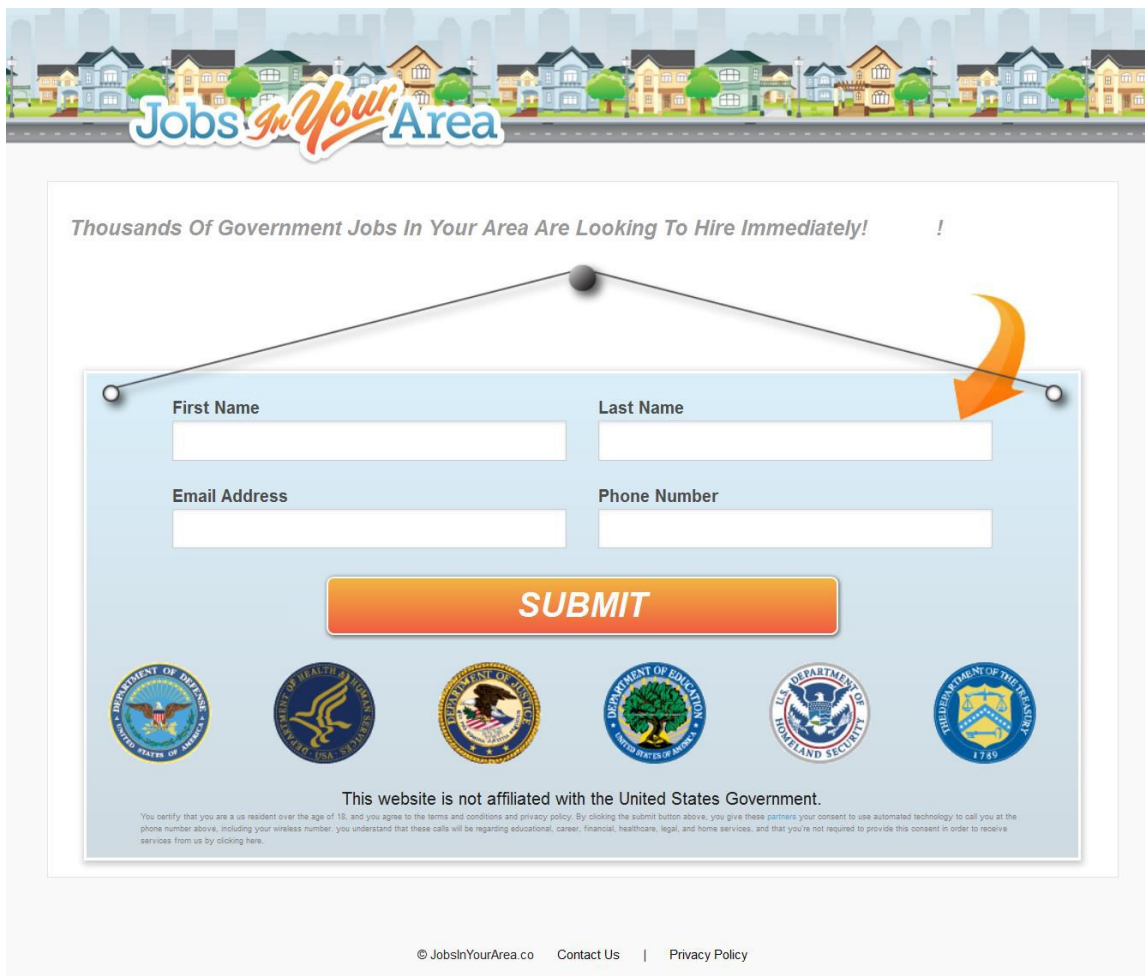 Jobs In Your Area
Thousands Of Government Jobs In Your Area Are Looking To Hire Immediately! !
First Name
Last Name
Email Address
Phone Number
SUBMIT
DEPARTMENT OF DEFENSE UNITED STATES OF AMERICA
DEPARTMENT OF HEALTH & HUMAN SERVICES · USA
DEPARTMENT OF JUSTICE
DEPARTMENT OF EDUCATION UNITED STATES OF AMERICA
U.S. DEPARTMENT OF HOMELAND SECURITY
THE DEPARTMENT OF THE TREASURY 1789
This website is not affiliated with the United States Government.
You certify that you are a us resident over the age of 18, and you agree to the terms and conditions and privacy policy. By clicking the submit button above, you give these partners your consent to use automated technology to call you at the
phone number above, including your wireless number. you understand that these calls will be regarding educational, career, financial, healthcare, legal, and home services, and that you're not required to provide this consent in order to receive
services from us by clicking here.
© JobsInYourArea.co Contact Us | Privacy Policy